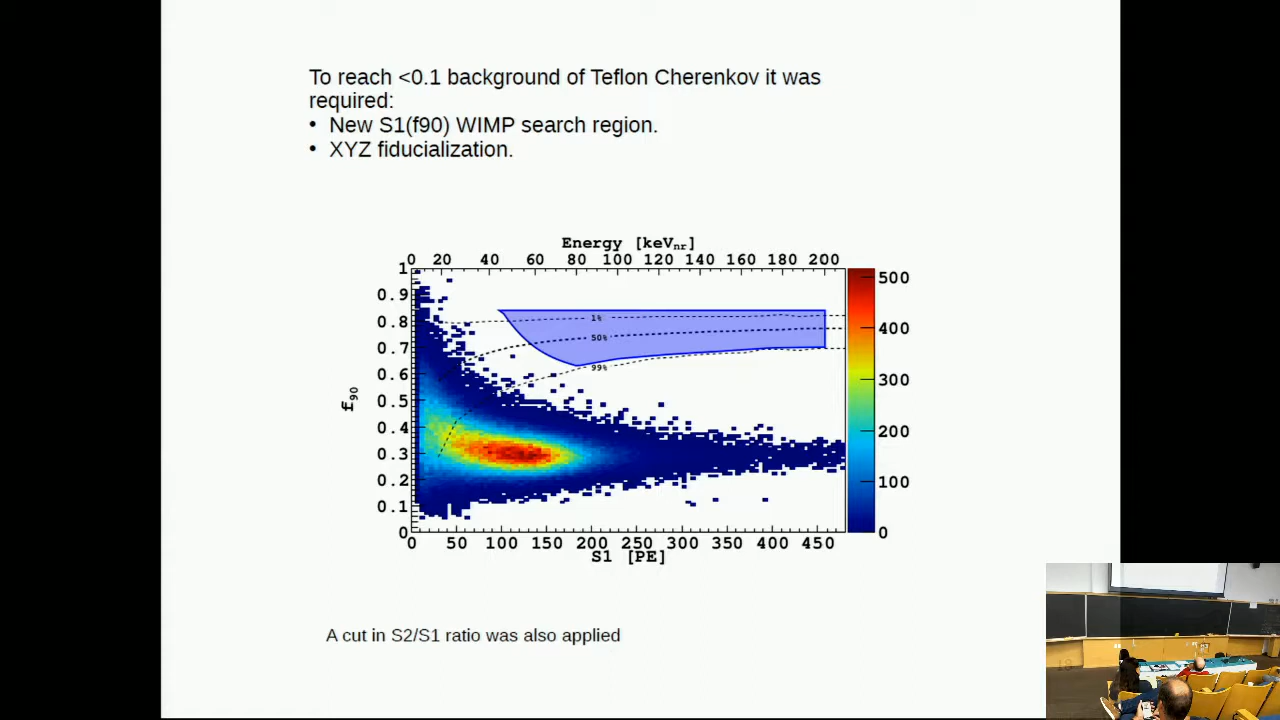 To reach <0.1 background of Teflon Cherenkov it was
required:
• New S1(f90) WIMP search region.
• XYZ fiducialization.
Energy [keVnr]
0 20 40 60 80 100 120 140 160 180 200
1
0.9
0.8
0.7
0.6
0.5
0.4
0.3
0.2
0.1
0
f90
1%
50%
99%
500
400
300
200
100
0
0 50 100 150 200 250 300 350 400 450
S1 [PE]
A cut in S2/S1 ratio was also applied